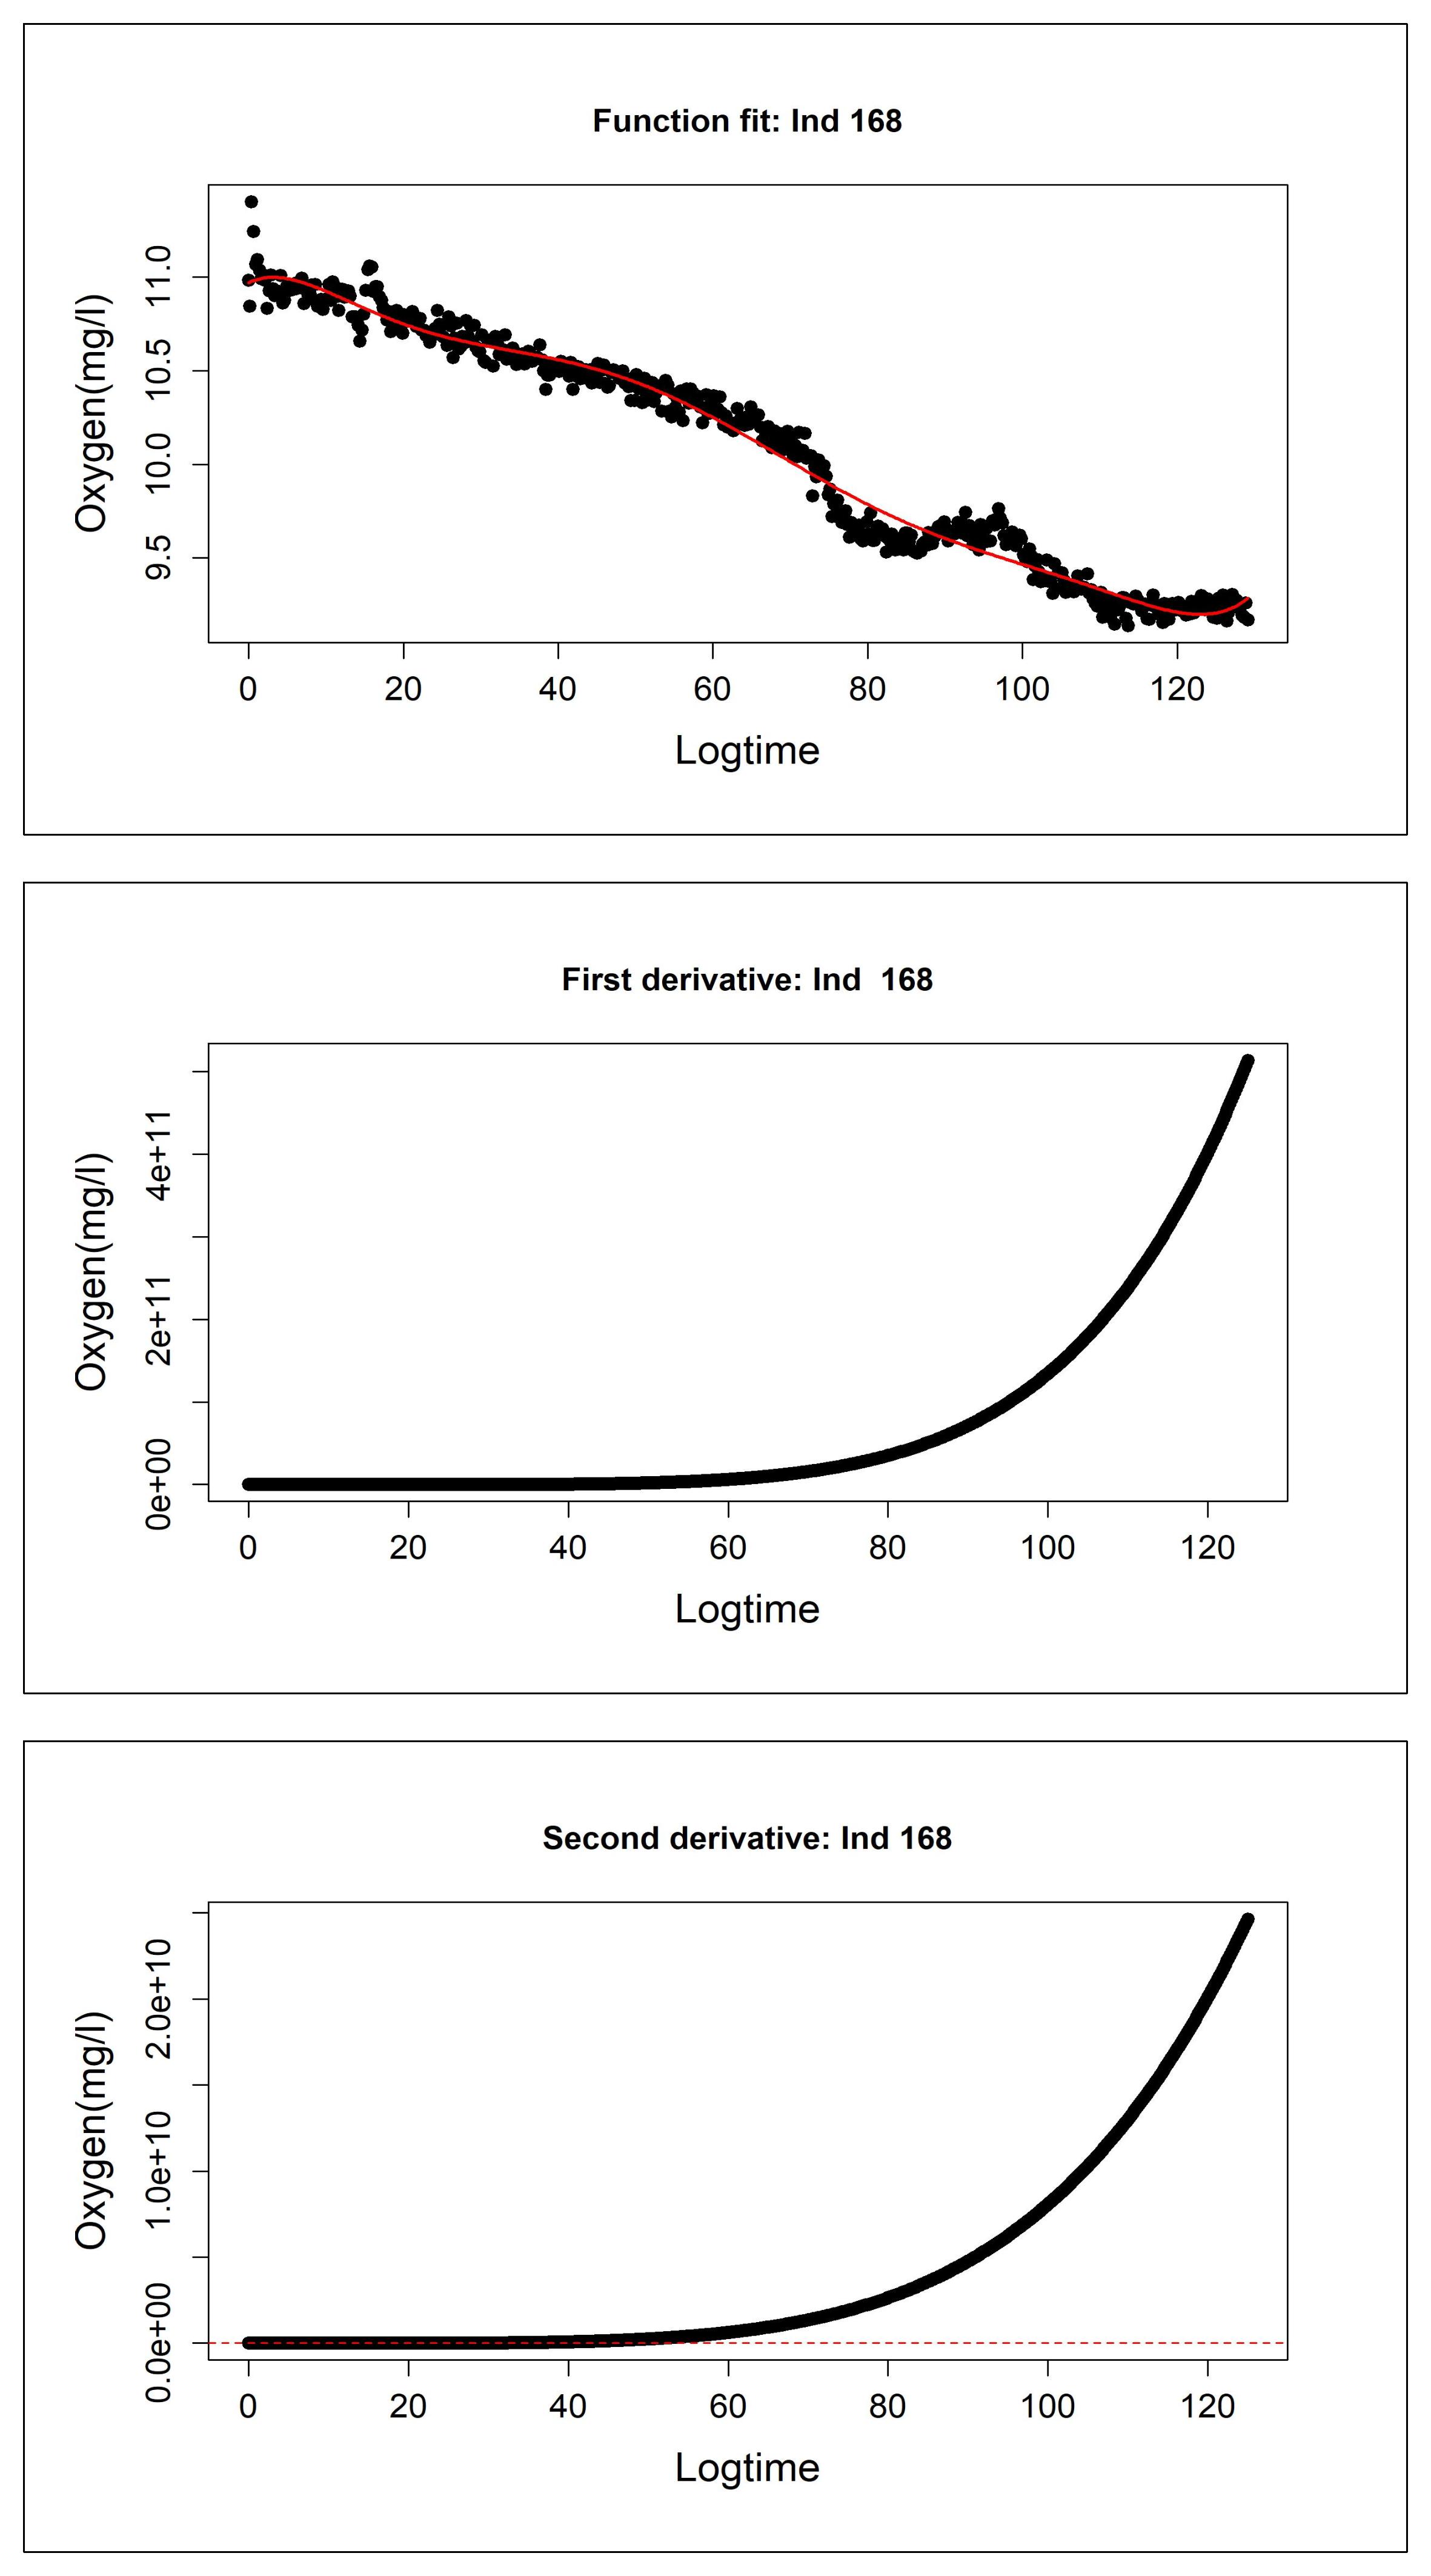 Function fit: Ind 168
Oxygen(mg/l)
11.0
10.5
10.0
9.5
0 20 40 60 80 100 120
Logtime
First derivative: Ind  168
Oxygen(mg/l)
4e+11
2e+11
0e+00
0 20 40 60 80 100 120
Logtime
Second derivative: Ind 168
Oxygen(mg/l)
2.0e+10
1.0e+10
0.0e+00
0 20 40 60 80 100 120
Logtime